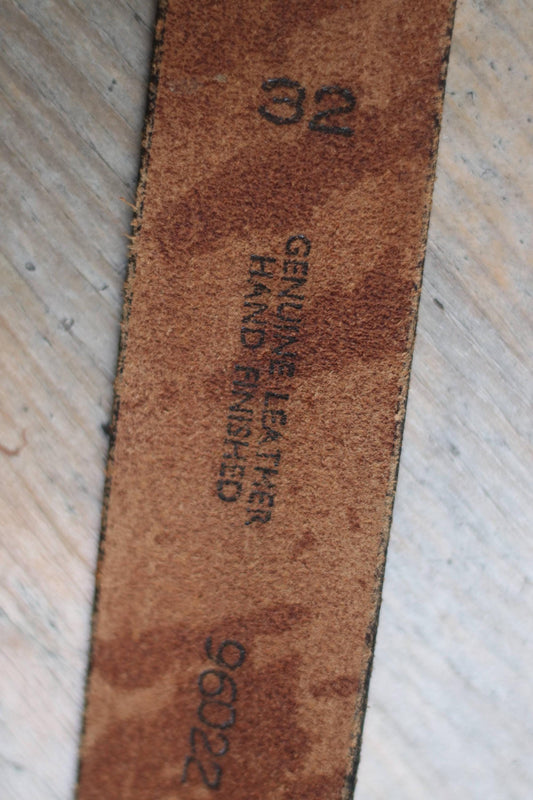 32
GENUINE LEATHER
HAND FINISHED
96022